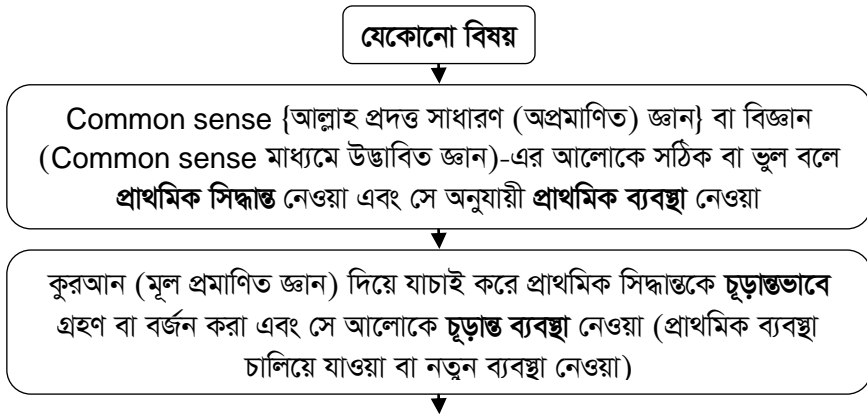 যেকোনো বিষয়
Common sense {আল্লাহ প্রদত্ত সাধারণ (অপ্রমাণিত) জ্ঞান} বা বিজ্ঞান
(Common sense মাধ্যমে উদ্ভাবিত জ্ঞান)-এর আলোকে সঠিক বা ভুল বলে
প্রাথমিক সিদ্ধান্ত নেওয়া এবং সে অনুযায়ী প্রাথমিক ব্যবস্থা নেওয়া
কুরআন (মূল প্রমাণিত জ্ঞান) দিয়ে যাচাই করে প্রাথমিক সিদ্ধান্তকে চূড়ান্তভাবে
গ্রহণ বা বর্জন করা এবং সে আলোকে চূড়ান্ত ব্যবস্থা নেওয়া (প্রাথমিক ব্যবস্থা
চালিয়ে যাওয়া বা নতুন ব্যবস্থা নেওয়া)